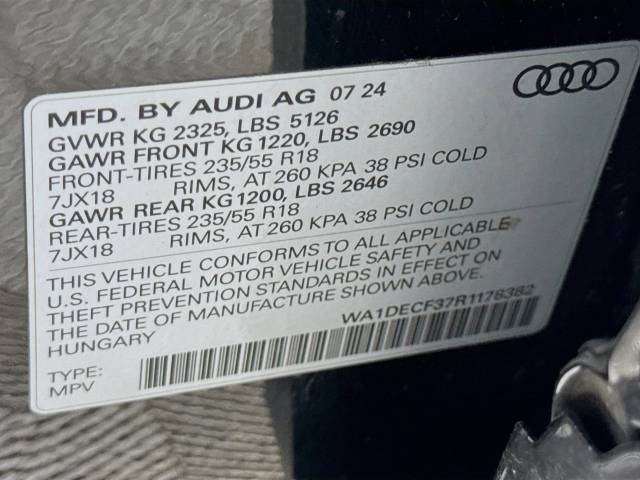 MFD. BY AUDI AG 07 24
GVWR KG 2325, LBS 5126
GAWR FRONT KG 1220, LBS 2690
FRONT-TIRES 235/55 R18
7JX18 RIMS, AT 260 KPA 38 PSI COLD
GAWR REAR KG 1200, LBS 2646
REAR-TIRES 235/55 R18
7JX18 RIMS, AT 260 KPA 38 PSI COLD
THIS VEHICLE CONFORMS TO ALL APPLICABLE
U.S. FEDERAL MOTOR VEHICLE SAFETY AND
THEFT PREVENTION STANDARDS IN EFFECT ON
THE DATE OF MANUFACTURE SHOWN ABOVE.
HUNGARY
WA1DECF37R1178382
TYPE:
MPV